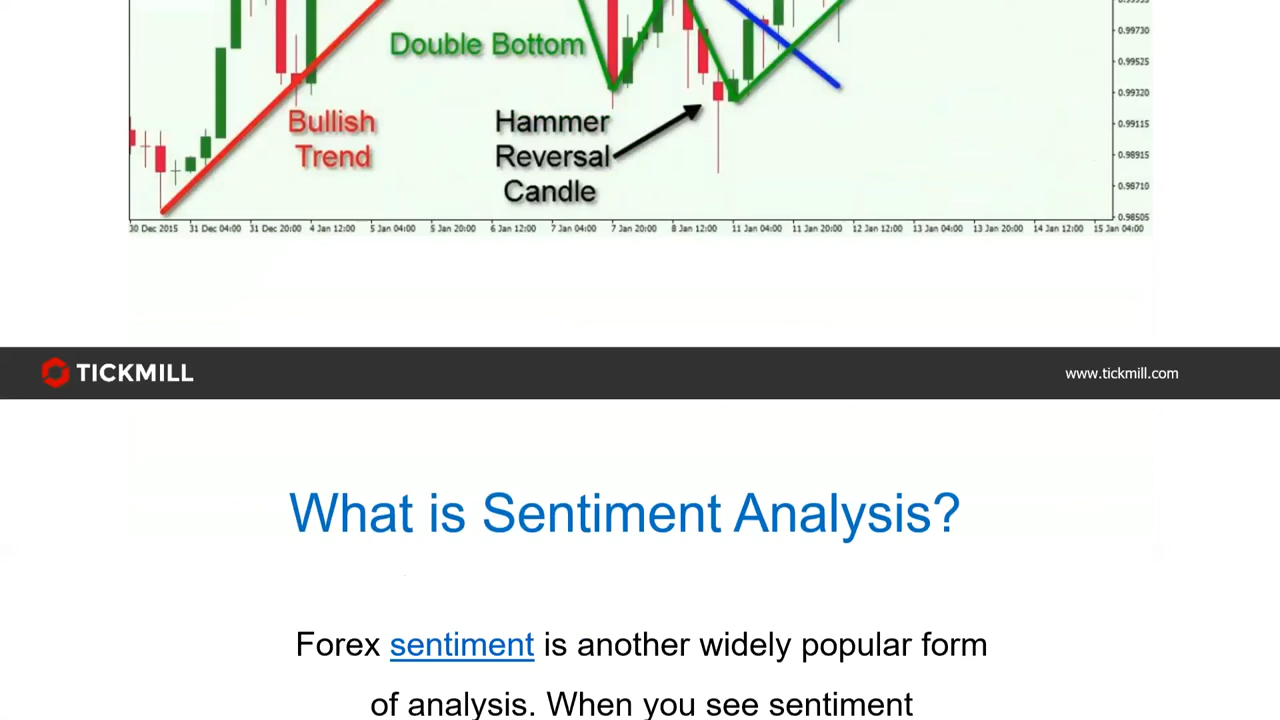 0.99730
Double Bottom
0.99525
0.99320
Bullish
Trend
Hammer
Reversal
Candle
0.99115
0.98915
0.98710
0.98505
30 Dec 2015 31 Dec 04:00 31 Dec 20:00 4 Jan 12:00 5 Jan 04:00 5 Jan 20:00 6 Jan 12:00 7 Jan 04:00 7 Jan 20:00 8 Jan 12:00 11 Jan 04:00 11 Jan 20:00 12 Jan 12:00 13 Jan 04:00 13 Jan 20:00 14 Jan 12:00 15 Jan 04:00
TICKMILL www.tickmill.com
What is Sentiment Analysis?
Forex sentiment is another widely popular form
of analysis. When you see sentiment